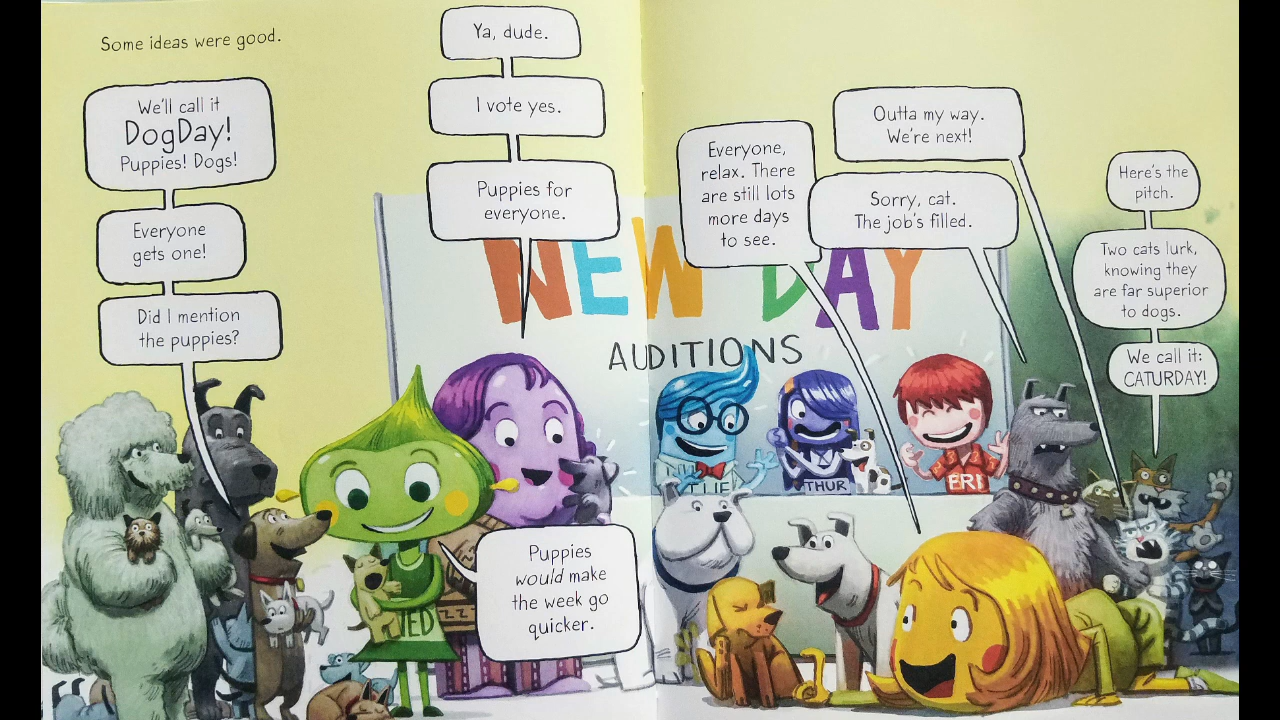 Some ideas were good.
We'll call it
DogDay!
Puppies! Dogs!
Everyone
gets one!
Did I mention
the puppies?
Ya, dude.
I vote yes.
Puppies for
everyone.
Puppies
would make
the week go
quicker.
Everyone,
relax. There
are still lots
more days
to see.
Outta my way.
We're next!
Sorry, cat.
The job's filled.
Here's the
pitch.
Two cats lurk,
knowing they
are far superior
to dogs.
We call it:
CATURDAY!
NEW DAY
AUDITIONS
THUR
FRI